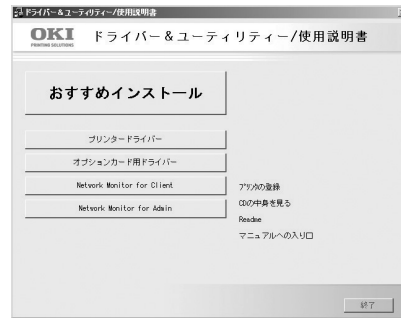 ドライバー&ユーティリティー/使用説明書
OKI
PRINTING SOLUTIONS
ドライバー&ユーティリティー/使用説明書
おすすめインストール
プリンタードライバー
オプションカード用ドライバー
Network Monitor for Client
Network Monitor for Admin
プリンタの登録
CDの中身を見る
Readme
マニュアルへの入り口
終了